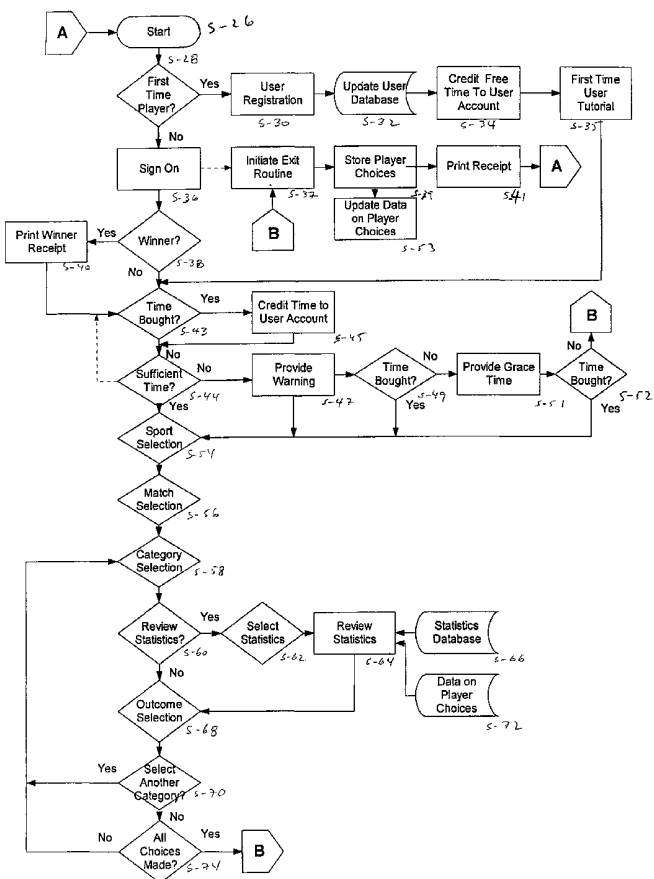 A
Start
S-26
S-28
First
Time
Player?
Yes
User
Registration
S-30
Update User
Database
S-32
Credit Free
Time To User
Account
S-34
First Time
User
Tutorial
S-35
No
Sign On
S-36
Initiate Exit
Routine
S-37
Store Player
Choices
S-39
Print Receipt
S-41
A
B
Update Data
on Player
Choices
S-53
Print Winner
Receipt
S-40
Yes
Winner?
S-38
No
Time
Bought?
S-43
Yes
Credit Time to
User Account
S-45
No
Sufficient
Time?
S-44
No
Provide
Warning
S-47
Time
Bought?
S-49
No
Yes
Provide Grace
Time
S-51
B
No
Time
Bought?
S-52
Yes
Yes
Sport
Selection
S-54
Match
Selection
S-56
Category
Selection
S-58
Review
Statistics?
S-60
Yes
Select
Statistics
S-62
Review
Statistics
S-64
Statistics
Database
S-66
Data on
Player
Choices
S-72
No
Outcome
Selection
S-68
Yes
Select
Another
Category?
S-70
No
No
All
Choices
Made?
S-74
Yes
B